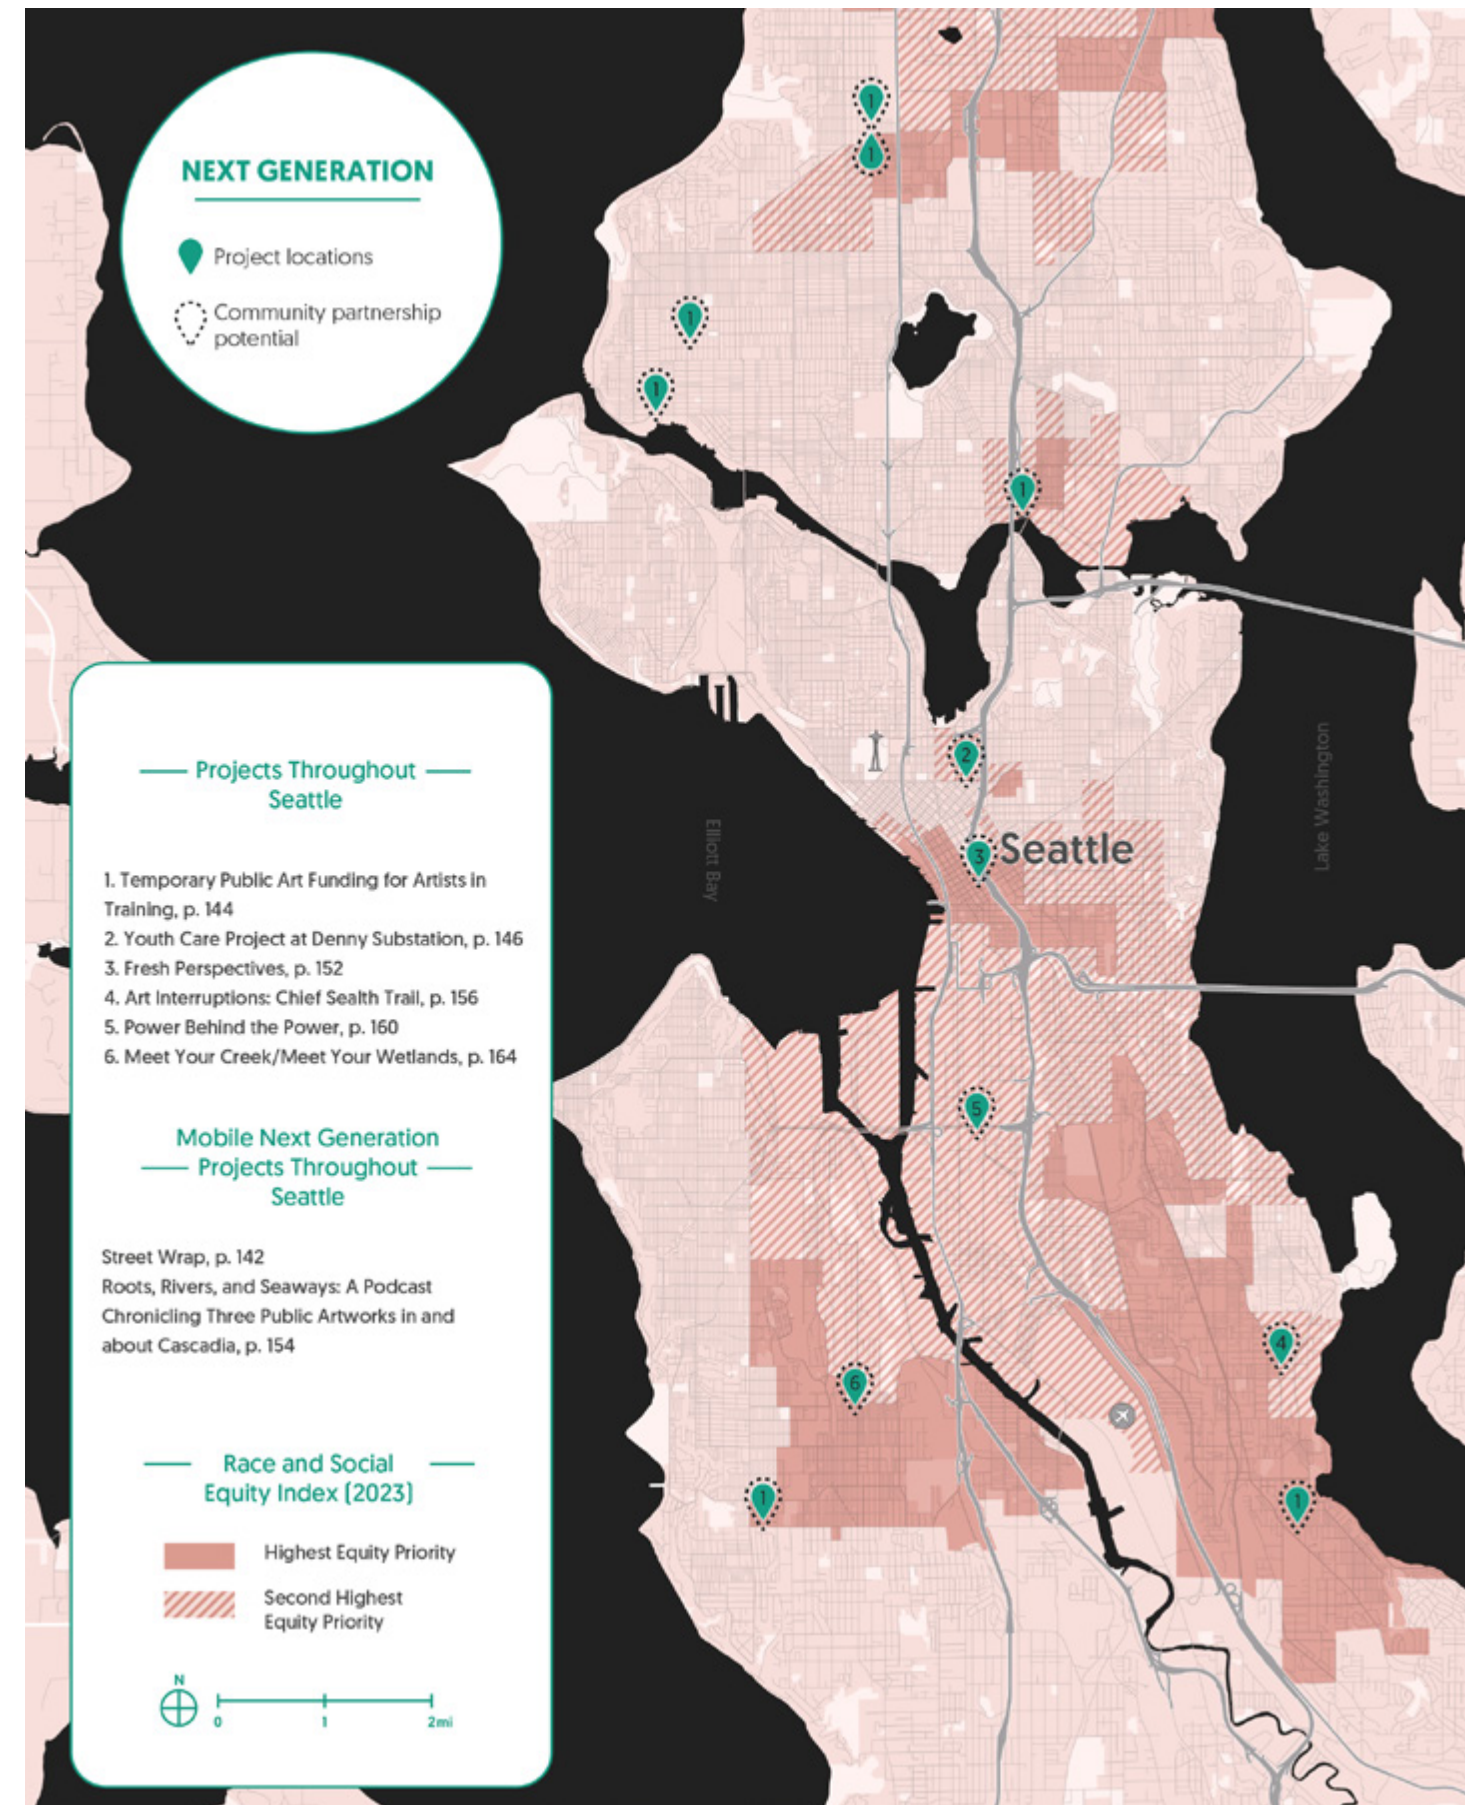 NEXT GENERATION
Project locations
Community partnership
potential
Projects Throughout
Seattle
1. Temporary Public Art Funding for Artists in
Training, p. 144
2. Youth Care Project at Denny Substation, p. 146
3. Fresh Perspectives, p. 152
4. Art Interruptions: Chief Sealth Trail, p. 156
5. Power Behind the Power, p. 160
6. Meet Your Creek/Meet Your Wetlands, p. 164
Mobile Next Generation
Projects Throughout
Seattle
Street Wrap, p. 142
Roots, Rivers, and Seaways: A Podcast
Chronicling Three Public Artworks in and
about Cascadia, p. 154
Race and Social
Equity Index (2023)
Highest Equity Priority
Second Highest
Equity Priority
N
0 1 2mi
1
1
1
1
1
2
3
Seattle
Elliott Bay
Lake Washington
5
4
6
1
1